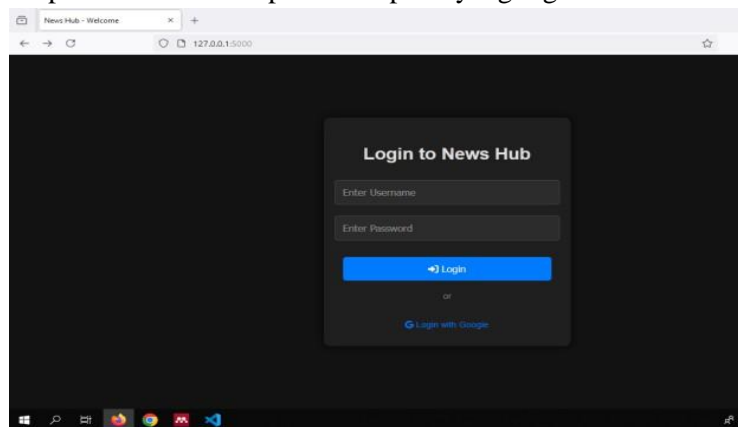 News Hub - Welcome
127.0.0.1:5000
Login to News Hub
Enter Username
Enter Password
Login
or
Login with Google